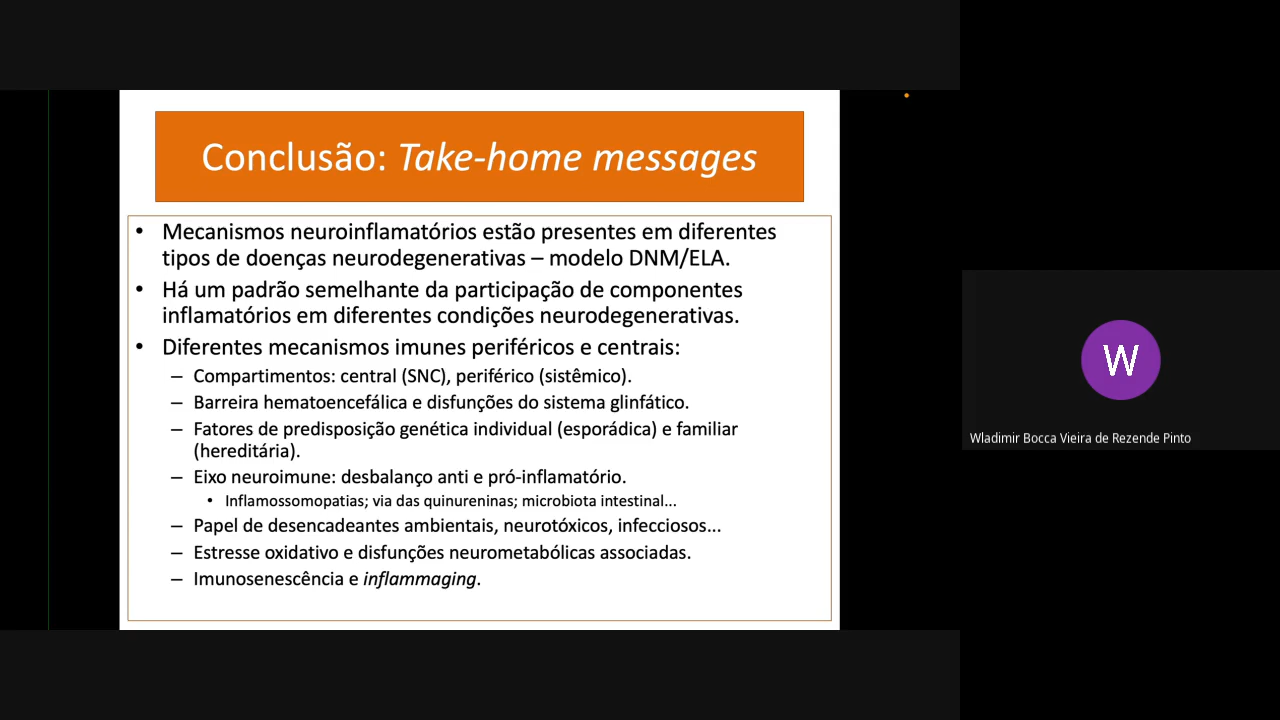 Conclusão: Take-home messages
• Mecanismos neuroinflamatórios estão presentes em diferentes
tipos de doenças neurodegenerativas – modelo DNM/ELA.
• Há um padrão semelhante da participação de componentes
inflamatórios em diferentes condições neurodegenerativas.
• Diferentes mecanismos imunes periféricos e centrais:
– Compartimentos: central (SNC), periférico (sistêmico).
– Barreira hematoencefálica e disfunções do sistema glinfático.
– Fatores de predisposição genética individual (esporádica) e familiar
(hereditária).
– Eixo neuroimune: desbalanço anti e pró-inflamatório.
• Inflamossomopatias; via das quinureninas; microbiota intestinal...
– Papel de desencadeantes ambientais, neurotóxicos, infecciosos...
– Estresse oxidativo e disfunções neurometabólicas associadas.
– Imunosenescência e inflammaging.
W
Wladimir Bocca Vieira de Rezende Pinto